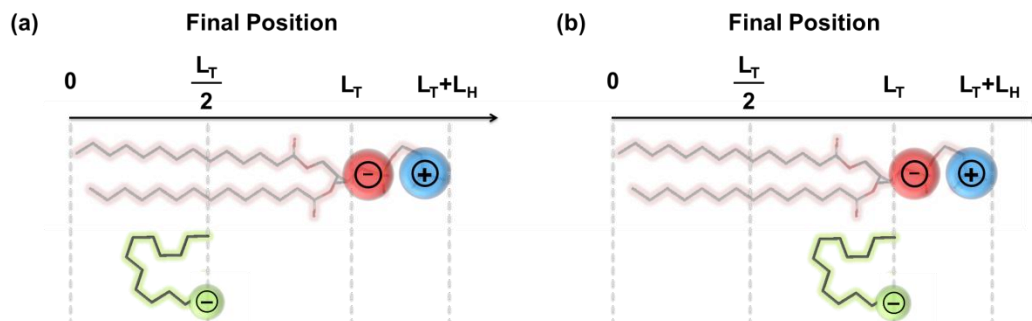 (a) Final Position
0 L_T/2 L_T L_T+L_H
− +
−
(b) Final Position
0 L_T/2 L_T L_T+L_H
− +
−